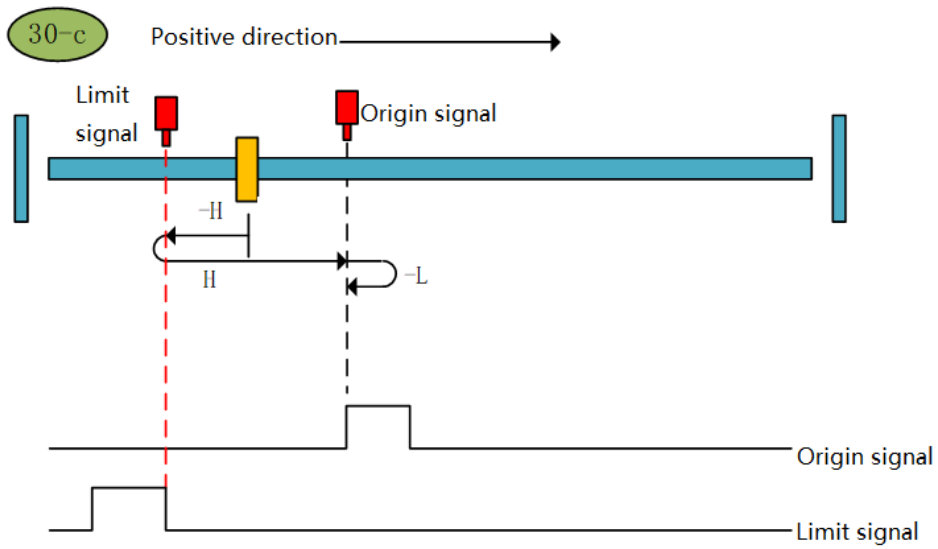 30-c
Positive direction
Limit
signal
Origin signal
-H
H
-L
Origin signal
Limit signal